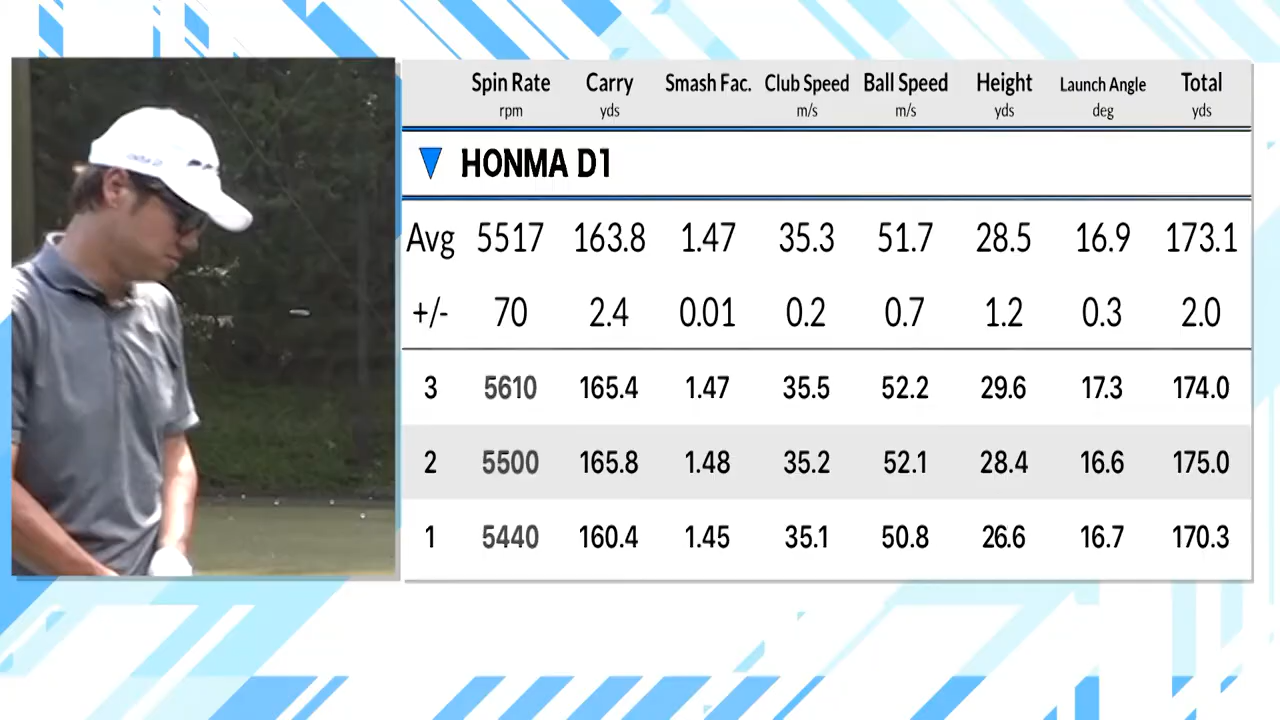 Spin Rate Carry Smash Fac. Club Speed Ball Speed Height Launch Angle Total
rpm yds m/s m/s yds deg yds
HONMA D1
Avg 5517 163.8 1.47 35.3 51.7 28.5 16.9 173.1
+/- 70 2.4 0.01 0.2 0.7 1.2 0.3 2.0
3 5610 165.4 1.47 35.5 52.2 29.6 17.3 174.0
2 5500 165.8 1.48 35.2 52.1 28.4 16.6 175.0
1 5440 160.4 1.45 35.1 50.8 26.6 16.7 170.3